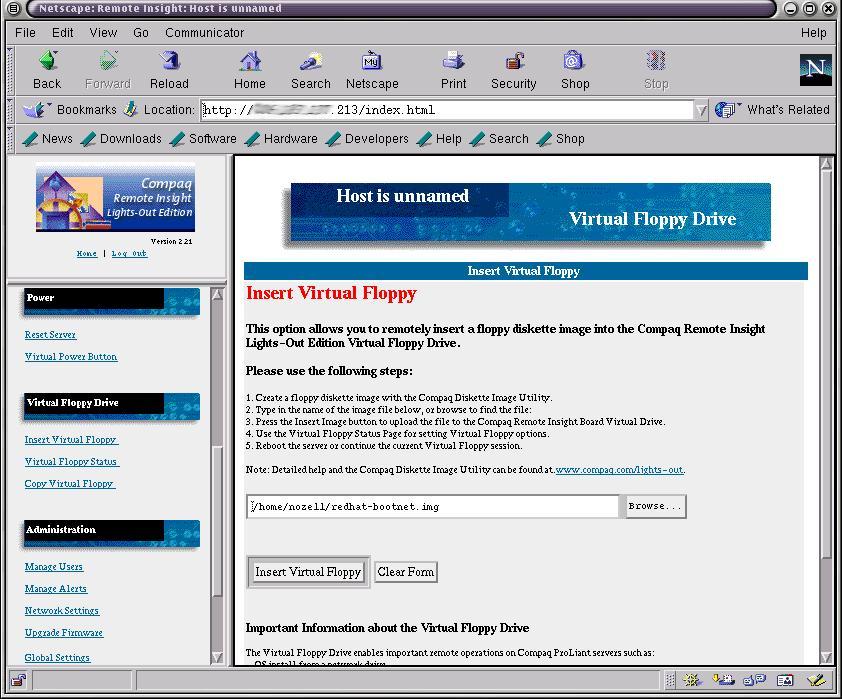 Netscape: Remote Insight: Host is unnamed
File Edit View Go Communicator Help
Back Forward Reload Home Search Netscape Print Security Shop Stop
My
N
Bookmarks Location: http:// .213/index.html What's Related
News Downloads Software Hardware Developers Help Search Shop
Compaq
Remote Insight
Lights-Out Edition
Version 2.21
Home | Log Out
Power
Reset Server
Virtual Power Button
Virtual Floppy Drive
Insert Virtual Floppy
Virtual Floppy Status
Copy Virtual Floppy
Administration
Manage Users
Manage Alerts
Network Settings
Upgrade Firmware
Global Settings
Host is unnamed
Virtual Floppy Drive
Insert Virtual Floppy
Insert Virtual Floppy
This option allows you to remotely insert a floppy diskette image into the Compaq Remote Insight
Lights-Out Edition Virtual Floppy Drive.
Please use the following steps:
1. Create a floppy diskette image with the Compaq Diskette Image Utility.
2. Type in the name of the image file below, or browse to find the file:
3. Press the Insert Image button to upload the file to the Compaq Remote Insight Board Virtual Drive.
4. Use the Virtual Floppy Status Page for setting Virtual Floppy options.
5. Reboot the server or continue the current Virtual Floppy session.
Note: Detailed help and the Compaq Diskette Image Utility can be found at www.compaq.com/lights-out.
/home/nozell/redhat-bootnet.img Browse...
Insert Virtual Floppy Clear Form
Important Information about the Virtual Floppy Drive
The Virtual Floppy Drive enables important remote operations on Compaq ProLiant servers such as:
OS install from a network drive